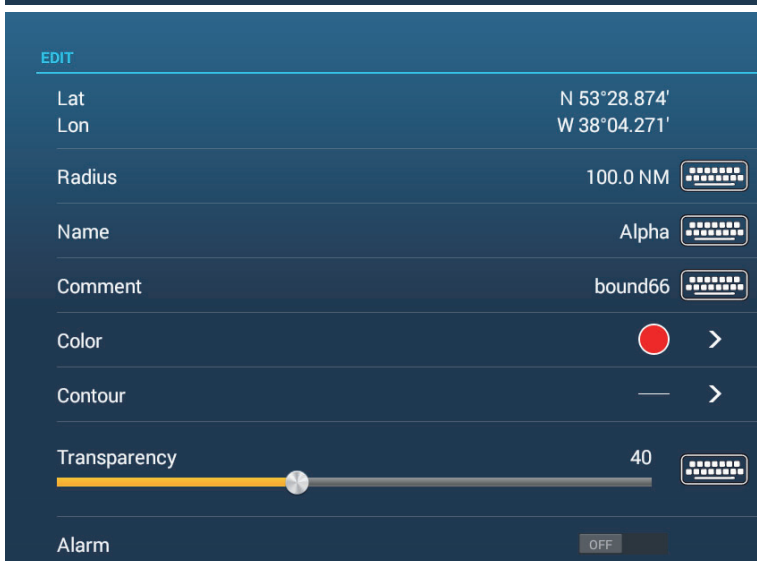 EDIT
Lat N 53°28.874'
Lon W 38°04.271'
Radius 100.0 NM
Name Alpha
Comment bound66
Color
Contour
Transparency 40
Alarm OFF